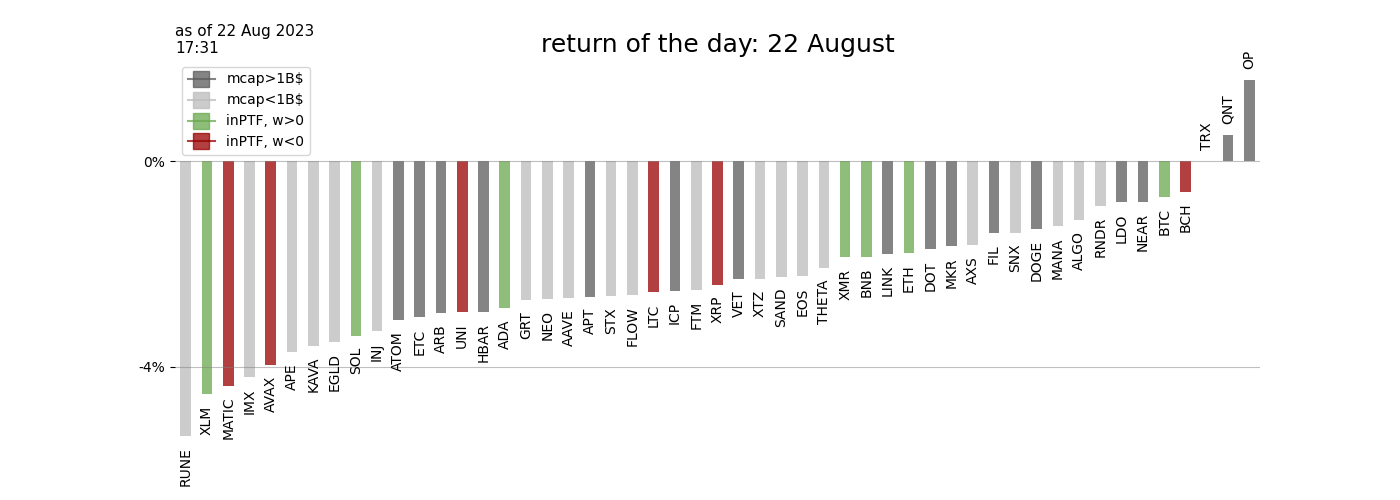 as of 22 Aug 2023
17:31
return of the day: 22 August
mcap>1B$
mcap<1B$
inPTF, w>0
inPTF, w<0
0%
-4%
RUNE
XLM
MATIC
IMX
AVAX
APE
KAVA
EGLD
SOL
INJ
ATOM
ETC
ARB
UNI
HBAR
ADA
GRT
NEO
AAVE
APT
STX
FLOW
LTC
ICP
FTM
XRP
VET
XTZ
SAND
EOS
THETA
XMR
BNB
LINK
ETH
DOT
MKR
AXS
FIL
SNX
DOGE
MANA
ALGO
RNDR
LDO
NEAR
BTC
BCH
TRX
QNT
OP